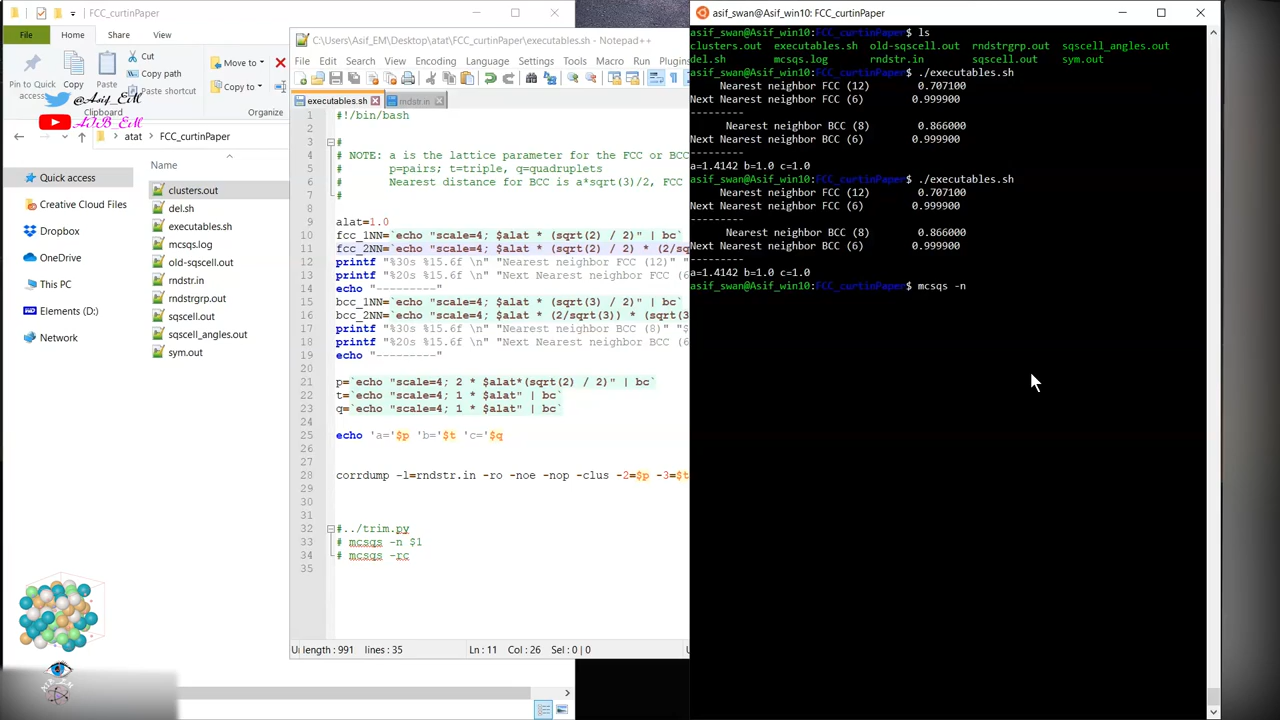 FCC_curtinPaper
File
Home
Share
View
Pin to Quick access
Copy
Paste
Cut
Copy path
Paste shortcut
Move to
Copy to
Clipboard
Organize
@Asif_EM
atat > FCC_curtinPaper
Name
Quick access
Creative Cloud Files
Dropbox
OneDrive
This PC
Elements (D:)
Network
clusters.out
del.sh
executables.sh
mcsqs.log
old-sqscell.out
rndstr.in
rndstrgrp.out
sqscell.out
sqscell_angles.out
sym.out
C:\Users\Asif_EM\Desktop\atat\FCC_curtinPaper\executables.sh - Notepad++
File Edit Search View Encoding Language Settings Tools Macro Run Plugins
executables.sh
rndstr.in
1 #!/bin/bash
2
3 #
4 # NOTE: a is the lattice parameter for the FCC or BCC
5 # p=pairs; t=triple, q=quadruplets
6 # Nearest distance for BCC is a*sqrt(3)/2, FCC
7 #
8
9 alat=1.0
10 fcc_1NN=`echo "scale=4; $alat * (sqrt(2) / 2)" | bc`
11 fcc_2NN=`echo "scale=4; $alat * (sqrt(2) / 2) * (2/sq
12 printf "%30s %15.6f \n" "Nearest neighbor FCC (12)" "
13 printf "%20s %15.6f \n" "Next Nearest neighbor FCC (6
14 echo "---------"
15 bcc_1NN=`echo "scale=4; $alat * (sqrt(3) / 2)" | bc`
16 bcc_2NN=`echo "scale=4; $alat * (2/sqrt(3)) * (sqrt(3
17 printf "%30s %15.6f \n" "Nearest neighbor BCC (8)" "$
18 printf "%20s %15.6f \n" "Next Nearest neighbor BCC (6
19 echo "---------"
20
21 p=`echo "scale=4; 2 * $alat*(sqrt(2) / 2)" | bc`
22 t=`echo "scale=4; 1 * $alat" | bc`
23 q=`echo "scale=4; 1 * $alat" | bc`
24
25 echo 'a='$p 'b='$t 'c='$q
26
27
28 corrdump -l=rndstr.in -ro -noe -nop -clus -2=$p -3=$t
29
30
31
32 #../trim.py
33 # mcsqs -n $1
34 # mcsqs -rc
35
length : 991 lines : 35
Ln : 11 Col : 26 Sel : 0 | 0
asif_swan@Asif_win10: FCC_curtinPaper
asif_swan@Asif_win10:FCC_curtinPaper$ ls
clusters.out executables.sh old-sqscell.out rndstrgrp.out sqscell_angles.out
del.sh mcsqs.log rndstr.in sqscell.out sym.out
asif_swan@Asif_win10:FCC_curtinPaper$ ./executables.sh
Nearest neighbor FCC (12) 0.707100
Next Nearest neighbor FCC (6) 0.999900
---------
Nearest neighbor BCC (8) 0.866000
Next Nearest neighbor BCC (6) 0.999900
---------
a=1.4142 b=1.0 c=1.0
asif_swan@Asif_win10:FCC_curtinPaper$ ./executables.sh
Nearest neighbor FCC (12) 0.707100
Next Nearest neighbor FCC (6) 0.999900
---------
Nearest neighbor BCC (8) 0.866000
Next Nearest neighbor BCC (6) 0.999900
---------
a=1.4142 b=1.0 c=1.0
asif_swan@Asif_win10:FCC_curtinPaper$ mcsqs -n